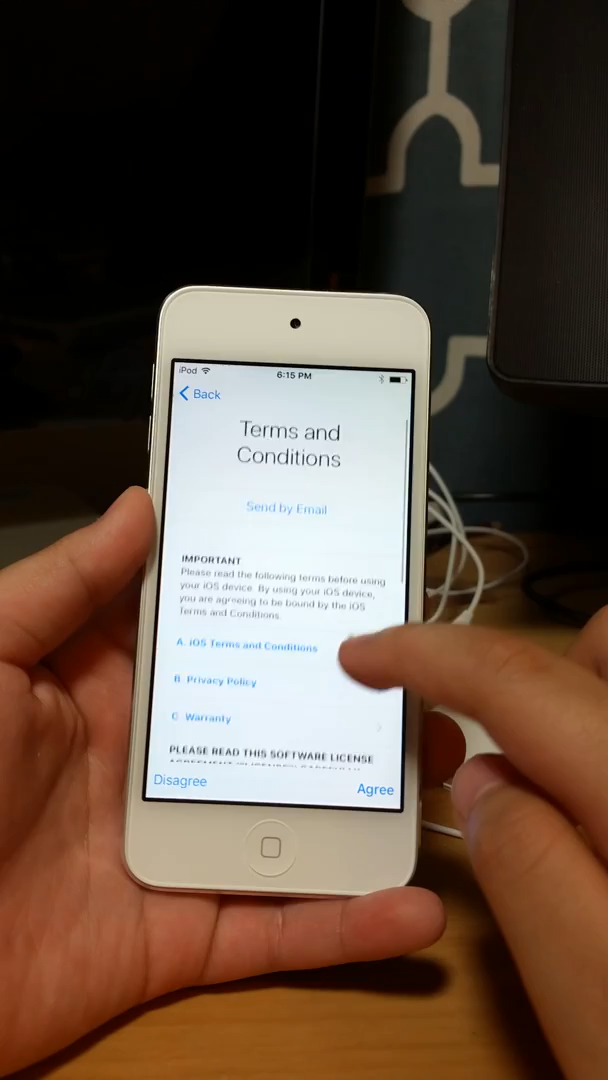 iPod 6:15 PM
Back
Terms and
Conditions
Send by Email
IMPORTANT
Please read the following terms before using
your iOS device. By using your iOS device,
you are agreeing to be bound by the iOS
Terms and Conditions.
A. iOS Terms and Conditions
B. Privacy Policy
C. Warranty
PLEASE READ THIS SOFTWARE LICENSE
Disagree
Agree